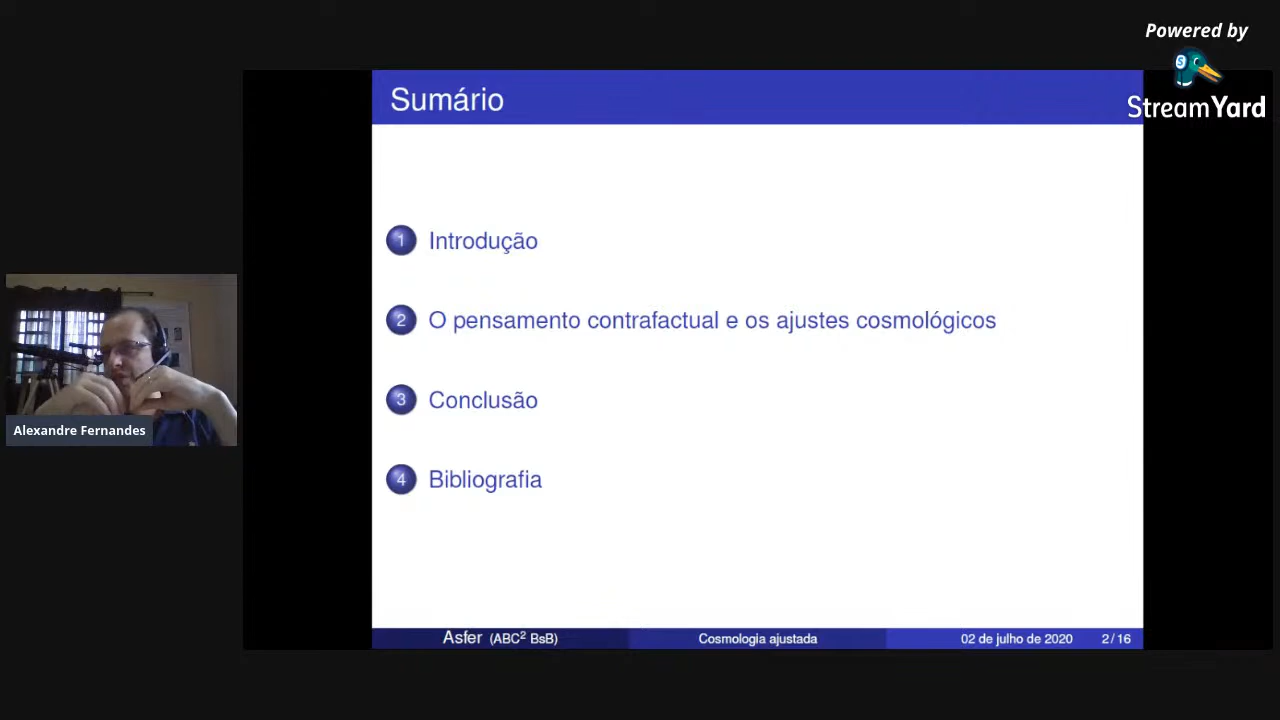 Powered by
StreamYard
Sumário
1 Introdução
2 O pensamento contrafactual e os ajustes cosmológicos
3 Conclusão
4 Bibliografia
Alexandre Fernandes
Asfer (ABC² BsB) Cosmologia ajustada 02 de julho de 2020 2/16